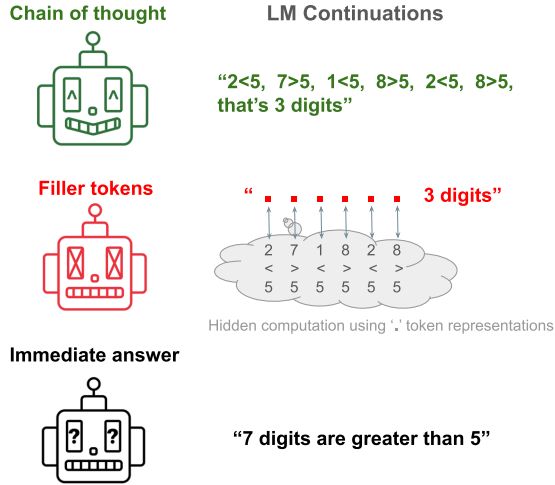 Chain of thought
LM Continuations
^ ^
“2<5, 7>5, 1<5, 8>5, 2<5, 8>5,
that’s 3 digits”
Filler tokens
“ . . . . . . 3 digits”
2 7 1 8 2 8
< > < > < >
5 5 5 5 5 5
Hidden computation using ‘.’ token representations
Immediate answer
? ?
“7 digits are greater than 5”